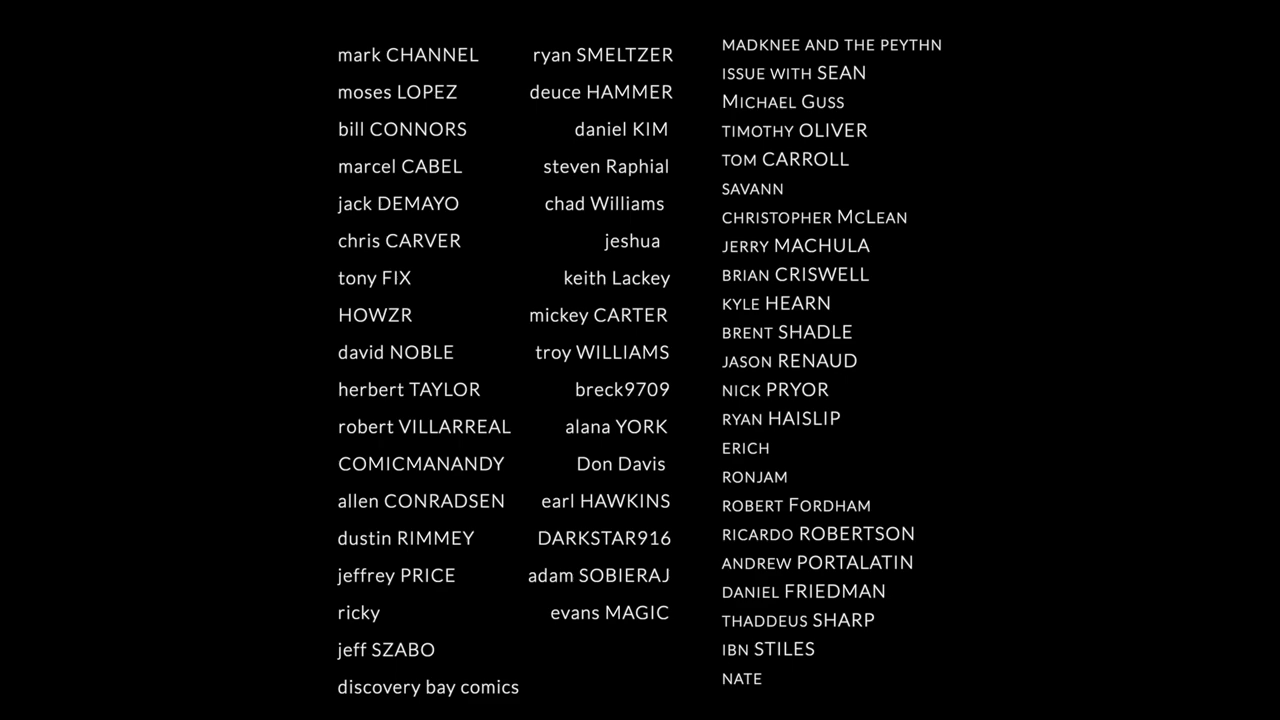 mark CHANNEL
moses LOPEZ
bill CONNORS
marcel CABEL
jack DEMAYO
chris CARVER
tony FIX
HOWZR
david NOBLE
herbert TAYLOR
robert VILLARREAL
COMICMANANDY
allen CONRADSEN
dustin RIMMEY
jeffrey PRICE
ricky
jeff SZABO
discovery bay comics
ryan SMELTZER
deuce HAMMER
daniel KIM
steven Raphial
chad Williams
jeshua
keith Lackey
mickey CARTER
troy WILLIAMS
breck9709
alana YORK
Don Davis
earl HAWKINS
DARKSTAR916
adam SOBIERAJ
evans MAGIC
MADKNEE AND THE PEYTHN
ISSUE WITH SEAN
MICHAEL GUSS
TIMOTHY OLIVER
TOM CARROLL
SAVANN
CHRISTOPHER MCLEAN
JERRY MACHULA
BRIAN CRISWELL
KYLE HEARN
BRENT SHADLE
JASON RENAUD
NICK PRYOR
RYAN HAISLIP
ERICH
RONJAM
ROBERT FORDHAM
RICARDO ROBERTSON
ANDREW PORTALATIN
DANIEL FRIEDMAN
THADDEUS SHARP
IBN STILES
NATE